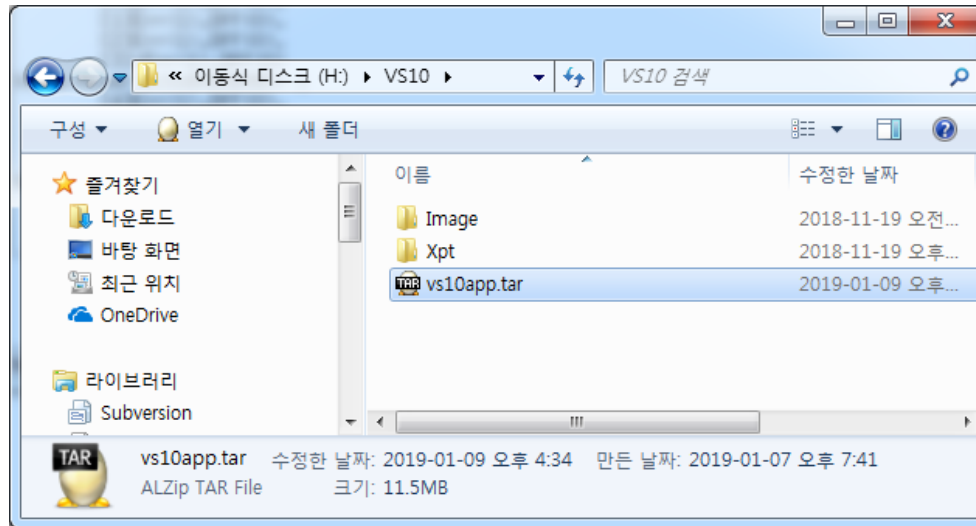 « 이동식 디스크 (H:) ▸ VS10 ▸
VS10 검색
구성 ▼ 열기 ▼ 새 폴더
즐겨찾기
다운로드
바탕 화면
최근 위치
OneDrive
라이브러리
Subversion
이름 수정한 날짜
Image 2018-11-19 오전...
Xpt 2018-11-19 오후...
TAR vs10app.tar 2019-01-09 오후...
TAR
vs10app.tar 수정한 날짜: 2019-01-09 오후 4:34 만든 날짜: 2019-01-07 오후 7:41
ALZip TAR File 크기: 11.5MB